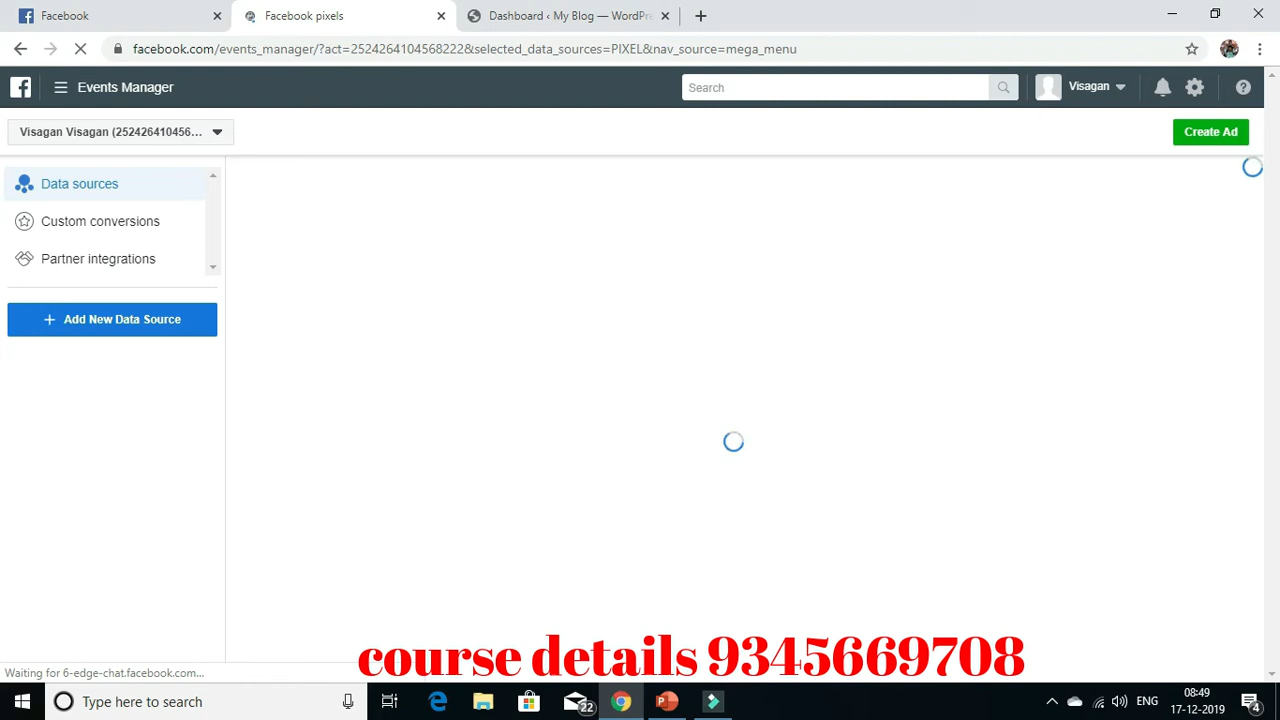 Facebook
Facebook pixels
Dashboard ‹ My Blog — WordPre
facebook.com/events_manager/?act=2524264104568222&selected_data_sources=PIXEL&nav_source=mega_menu
Events Manager
Search
Visagan
Visagan Visagan (252426410456...
Create Ad
Data sources
Custom conversions
Partner integrations
+ Add New Data Source
course details 9345669708
Waiting for 6-edge-chat.facebook.com...
Type here to search
22
ENG
08:49
17-12-2019
4